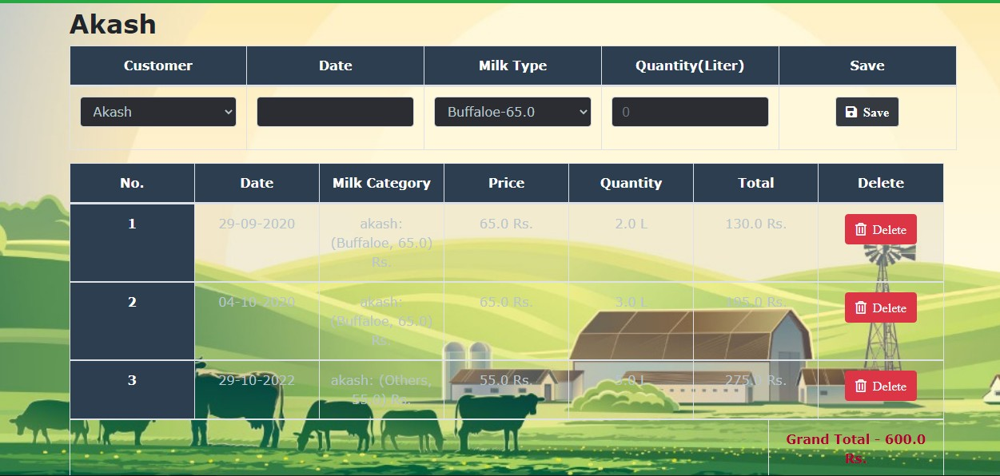 Akash
Customer Date Milk Type Quantity(Liter) Save
Akash Buffaloe-65.0 0 Save
No. Date Milk Category Price Quantity Total Delete
1 29-09-2020 akash: 65.0 Rs. 2.0 L 130.0 Rs. Delete
(Buffaloe, 65.0)
Rs.
2 04-10-2020 akash: 65.0 Rs. 3.0 L 195.0 Rs. Delete
(Buffaloe, 65.0)
Rs.
3 29-10-2022 akash: (Others, 55.0 Rs. 5.0 L 275.0 Rs. Delete
55.0) Rs.
Grand Total - 600.0
Rs.